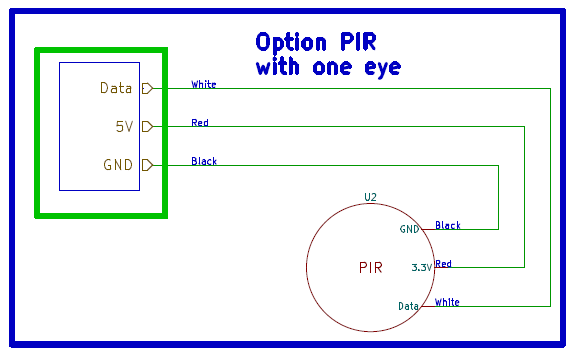 Option PIR
with one eye
Data White
5V Red
GND Black
U2
GND Black
PIR 3.3V Red
Data White